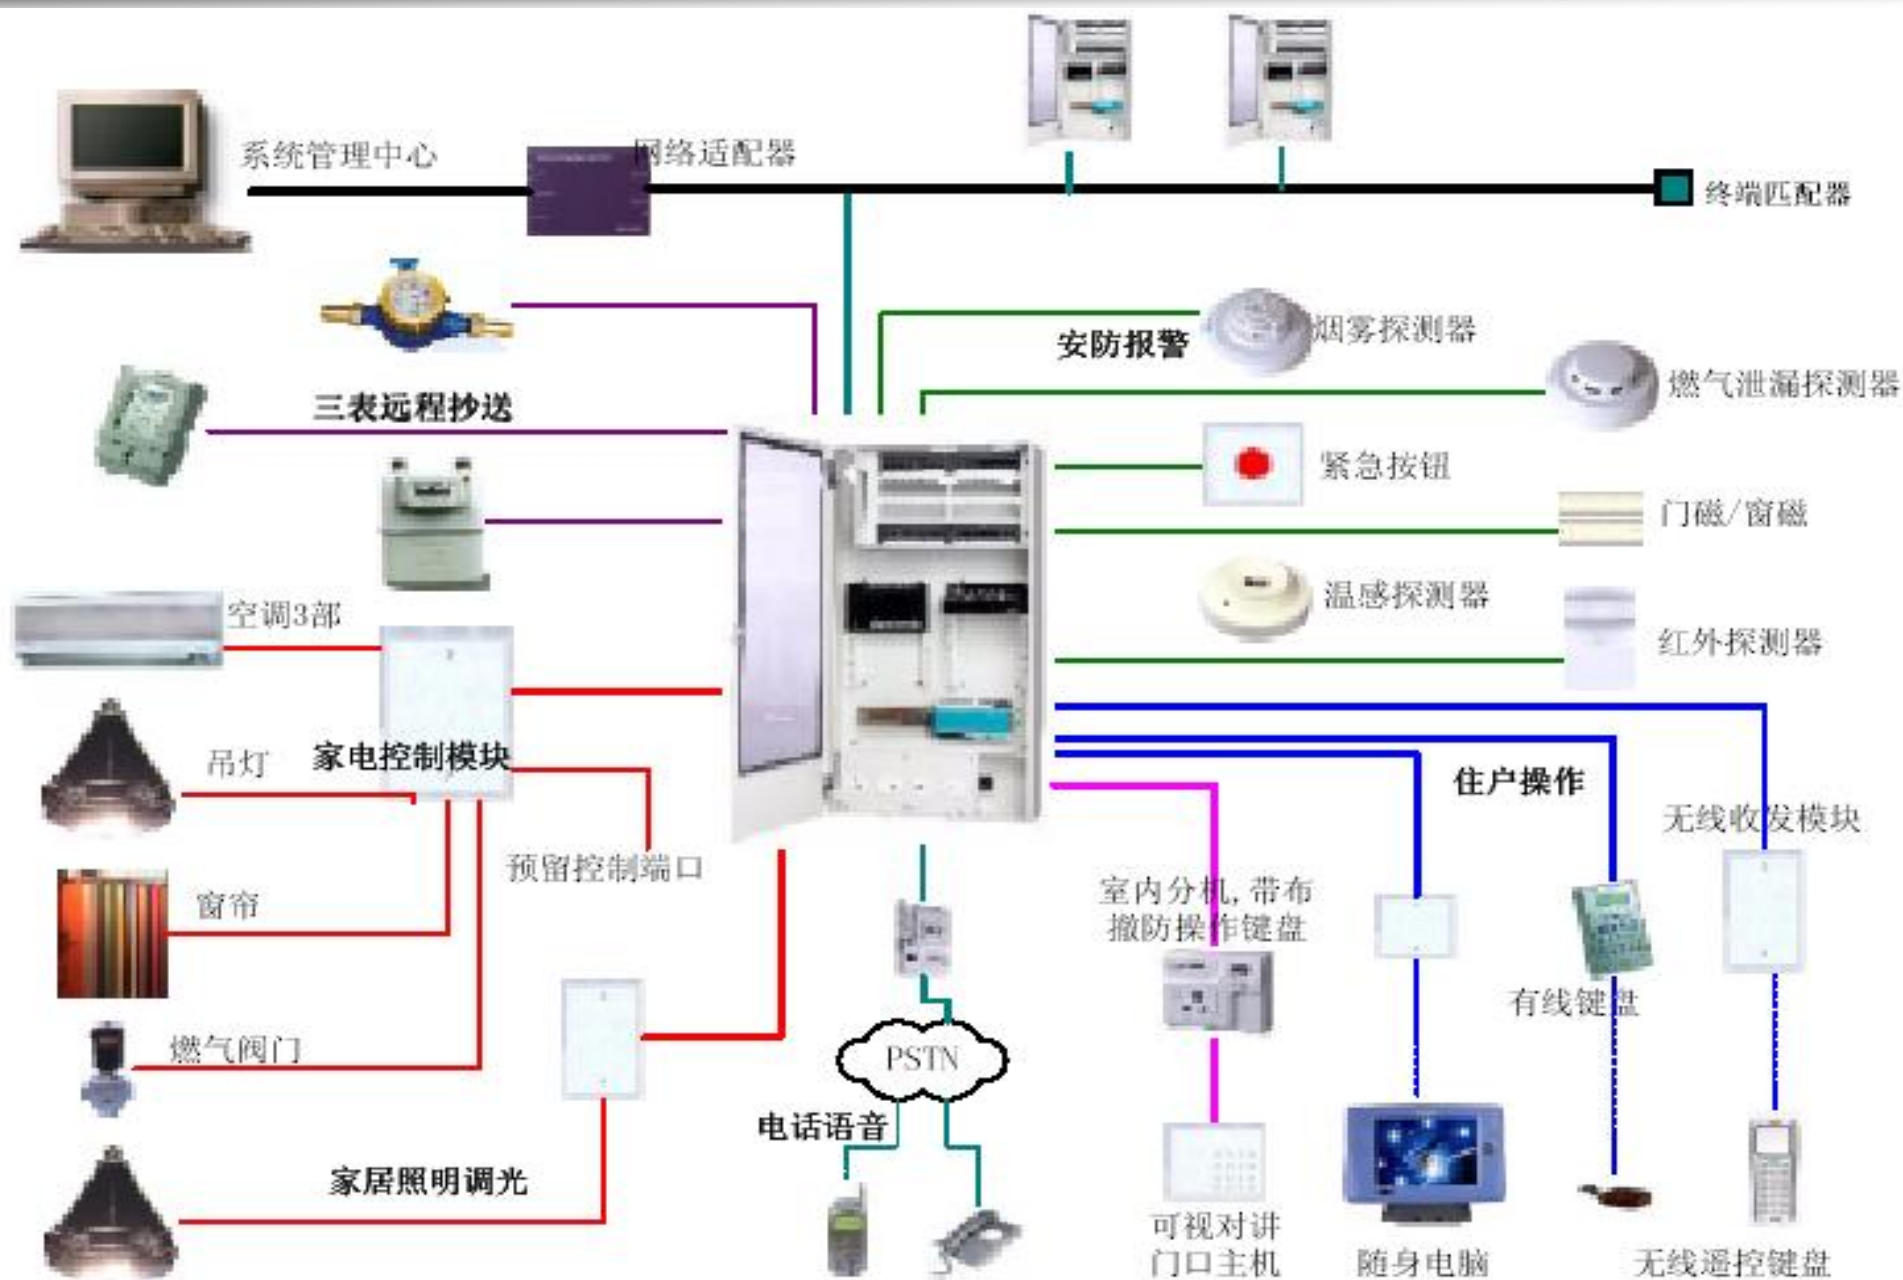 系统管理中心
网络适配器
终端匹配器
烟雾探测器
安防报警
燃气泄漏探测器
三表远程抄送
紧急按钮
门磁/窗磁
温感探测器
空调3部
红外探测器
吊灯
家电控制模块
住户操作
无线收发模块
预留控制端口
窗帘
室内分机,带布
撤防操作键盘
有线键盘
燃气阀门
PSTN
电话语音
家居照明调光
可视对讲
门口主机
随身电脑
无线遥控键盘